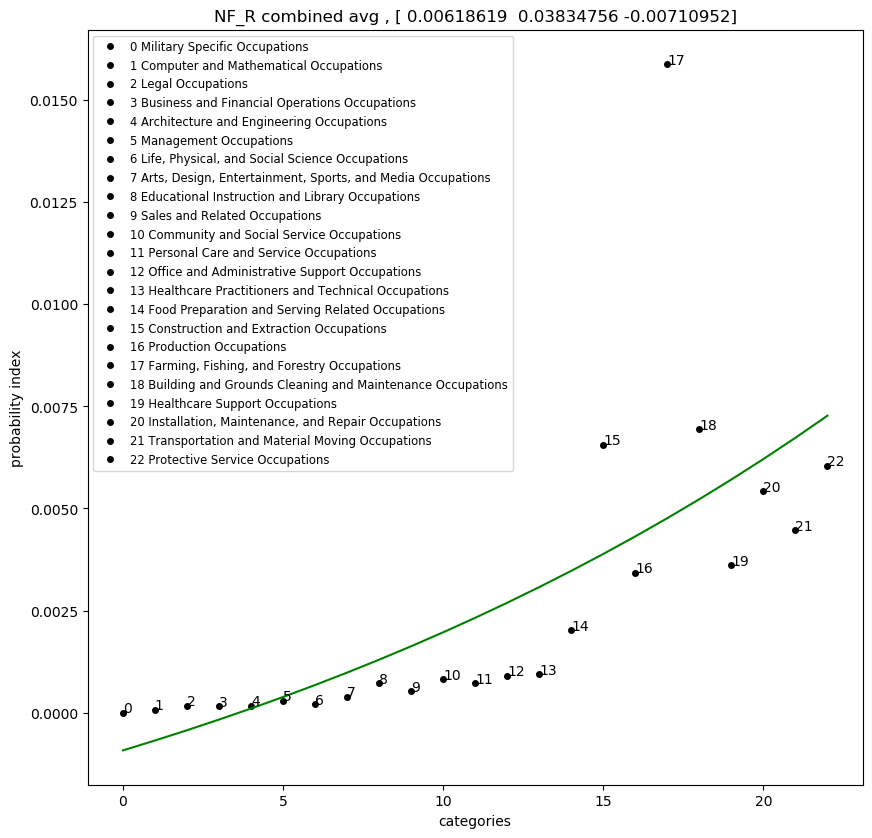 NF_R combined avg , [ 0.00618619  0.03834756 -0.00710952]
0 Military Specific Occupations
1 Computer and Mathematical Occupations
2 Legal Occupations
3 Business and Financial Operations Occupations
4 Architecture and Engineering Occupations
5 Management Occupations
6 Life, Physical, and Social Science Occupations
7 Arts, Design, Entertainment, Sports, and Media Occupations
8 Educational Instruction and Library Occupations
9 Sales and Related Occupations
10 Community and Social Service Occupations
11 Personal Care and Service Occupations
12 Office and Administrative Support Occupations
13 Healthcare Practitioners and Technical Occupations
14 Food Preparation and Serving Related Occupations
15 Construction and Extraction Occupations
16 Production Occupations
17 Farming, Fishing, and Forestry Occupations
18 Building and Grounds Cleaning and Maintenance Occupations
19 Healthcare Support Occupations
20 Installation, Maintenance, and Repair Occupations
21 Transportation and Material Moving Occupations
22 Protective Service Occupations
probability index
0.0150
0.0125
0.0100
0.0075
0.0050
0.0025
0.0000
0
1
2
3
4
5
6
7
8
9
10
11
12
13
14
15
16
17
18
19
20
21
22
0
5
10
15
20
categories